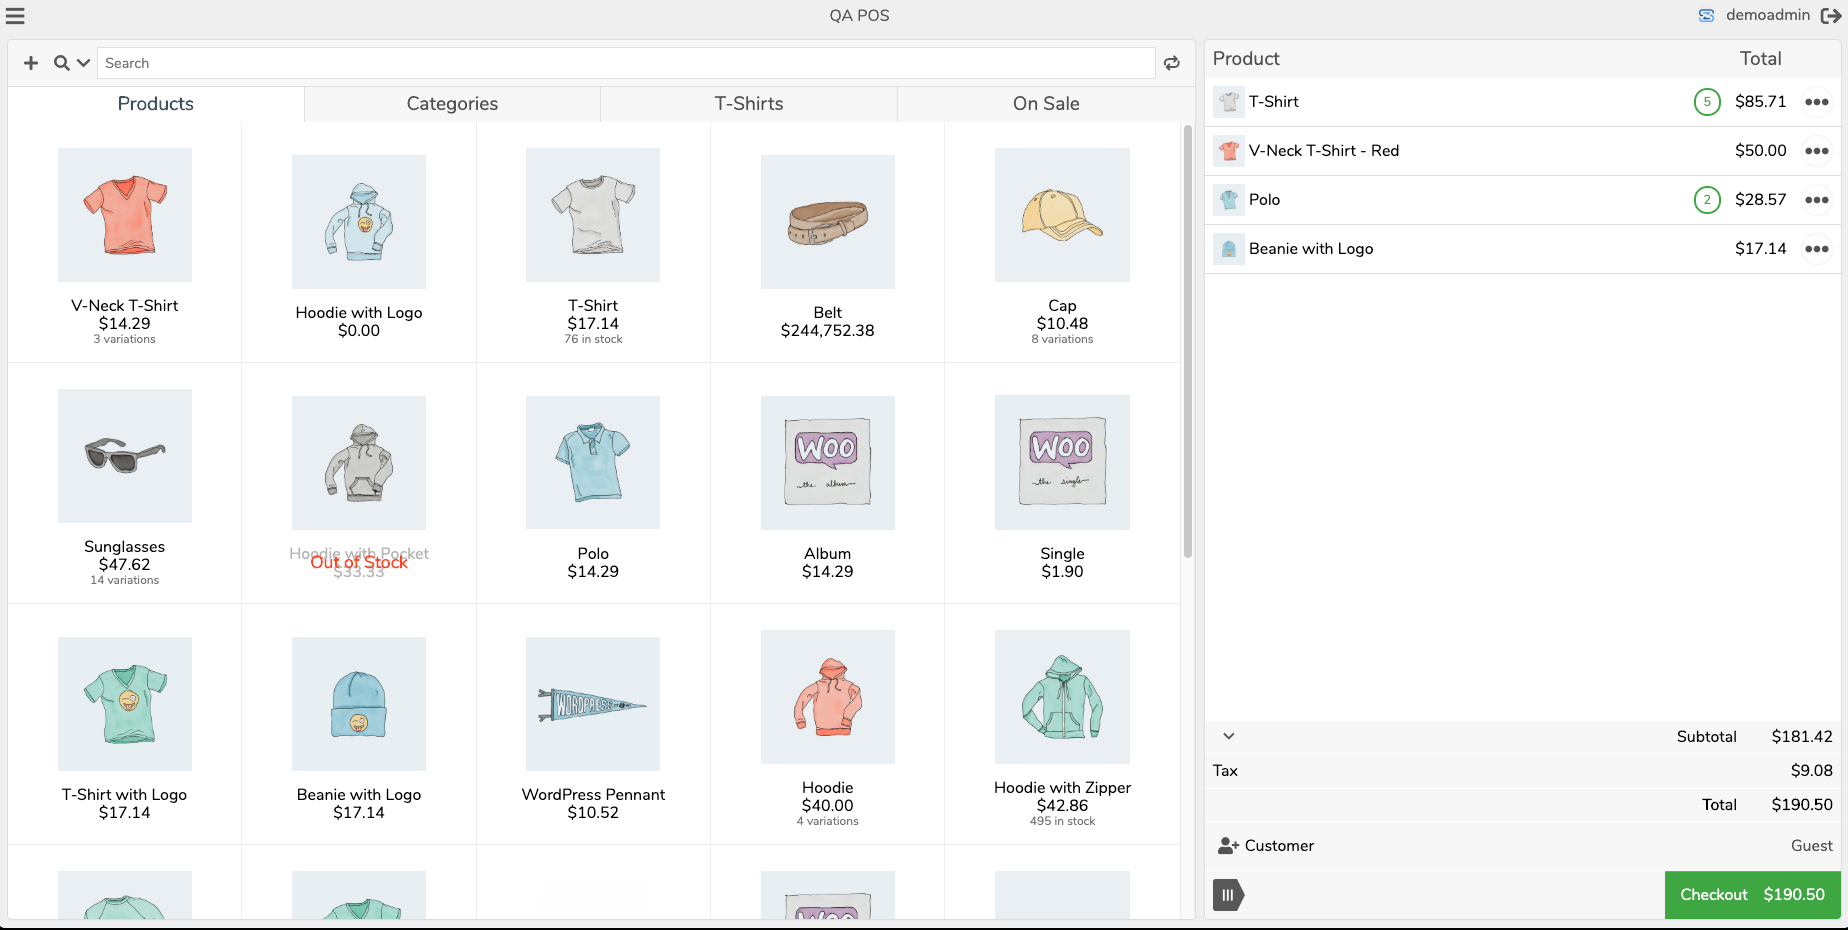 QA POS
demoadmin
Search
Products
Categories
T-Shirts
On Sale
V-Neck T-Shirt
$14.29
3 variations
Hoodie with Logo
$0.00
T-Shirt
$17.14
76 in stock
Belt
$244,752.38
Cap
$10.48
8 variations
Sunglasses
$47.62
14 variations
Hoodie with Pocket
Out of Stock
$33.33
Polo
$14.29
WOO
the album
Album
$14.29
WOO
the single
Single
$1.90
T-Shirt with Logo
$17.14
Beanie with Logo
$17.14
WORDPRESS
WordPress Pennant
$10.52
Hoodie
$40.00
4 variations
Hoodie with Zipper
$42.86
495 in stock
WOO
Product Total
T-Shirt 5 $85.71
V-Neck T-Shirt - Red $50.00
Polo 2 $28.57
Beanie with Logo $17.14
Subtotal $181.42
Tax $9.08
Total $190.50
Customer Guest
Checkout $190.50